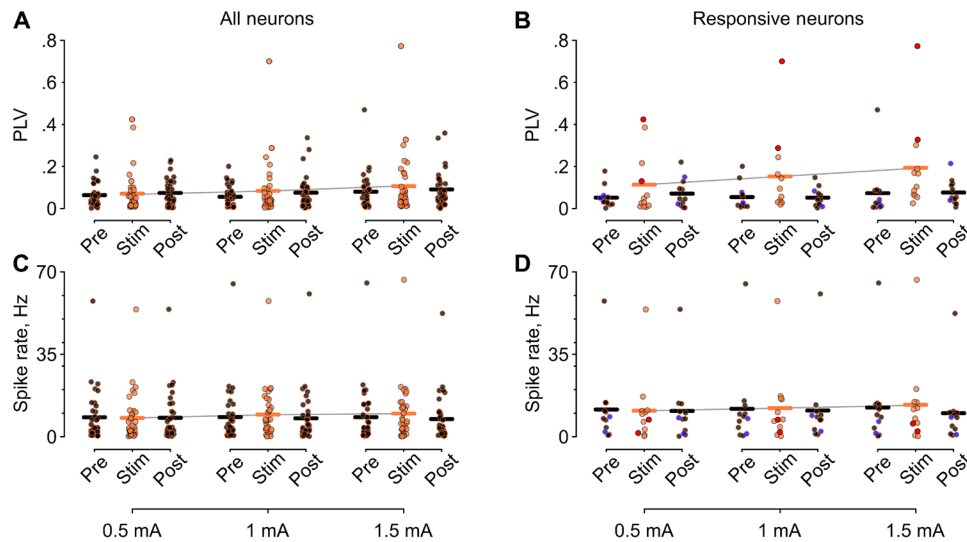 A All neurons
B Responsive neurons
.8
.6
.4
.2
0
PLV
Pre Stim Post Pre Stim Post Pre Stim Post
.8
.6
.4
.2
0
PLV
Pre Stim Post Pre Stim Post Pre Stim Post
C
70
35
0
Spike rate, Hz
Pre Stim Post Pre Stim Post Pre Stim Post
0.5 mA 1 mA 1.5 mA
D
70
35
0
Spike rate, Hz
Pre Stim Post Pre Stim Post Pre Stim Post
0.5 mA 1 mA 1.5 mA